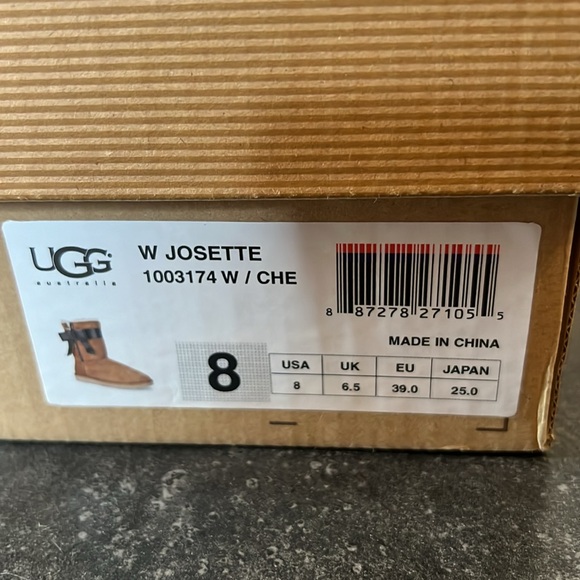 UGG®
australia
W JOSETTE
1003174 W / CHE
8 87278 27105 5
MADE IN CHINA
8
USA UK EU JAPAN
8 6.5 39.0 25.0